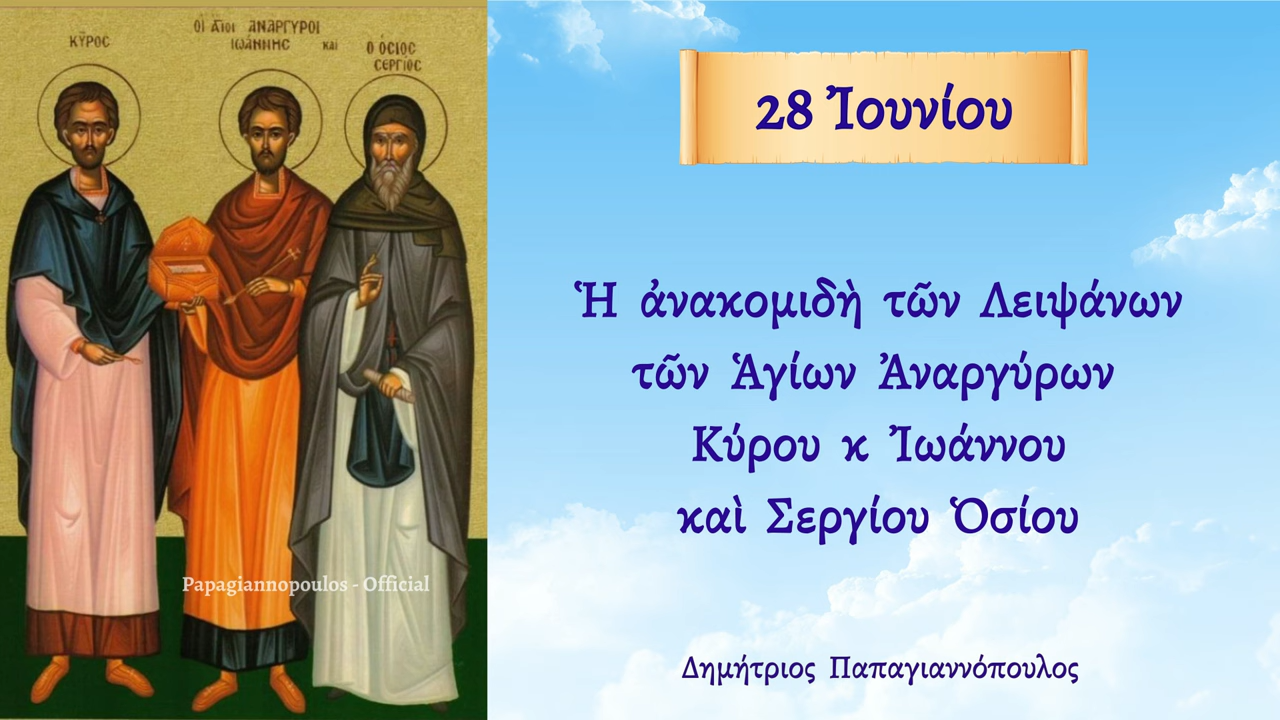 ΚΥΡΟΣ
ΟΙ ΑΓΙΟΙ ΑΝΑΡΓΥΡΟΙ
ΙΩΑΝΝΗΣ και
Ο ΟΣΙΟΣ
ΣΕΡΓΙΟΣ
28 Ἰουνίου
Ἡ ἀνακομιδὴ τῶν Λειψάνων
τῶν Ἁγίων Ἀναργύρων
Κύρου κ Ἰωάννου
καὶ Σεργίου Ὁσίου
Papagiannopoulos - Official
Δημήτριος Παπαγιαννόπουλος